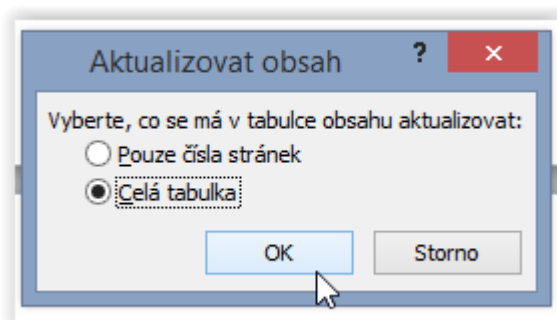 Aktualizovat obsah ?
Vyberte, co se má v tabulce obsahu aktualizovat:
Pouze čísla stránek
Celá tabulka
OK Storno